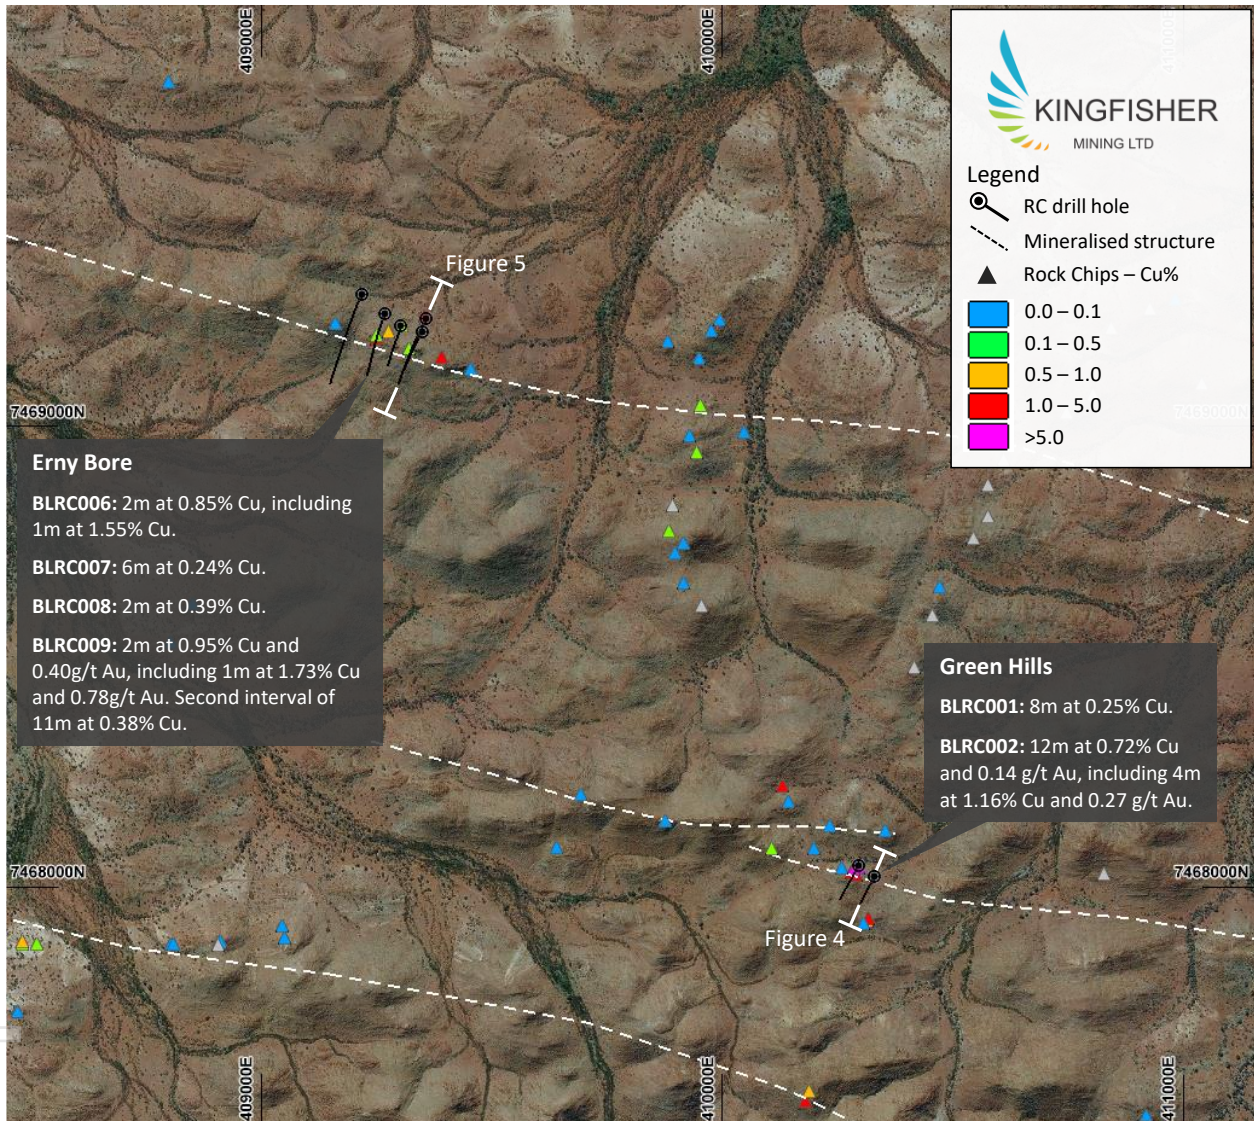 409000E
410000E
KINGFISHER
MINING LTD
Legend
RC drill hole
Mineralised structure
Rock Chips – Cu%
0.0 – 0.1
0.1 – 0.5
0.5 – 1.0
1.0 – 5.0
>5.0
Figure 5
7469000N
Erny Bore
BLRC006: 2m at 0.85% Cu, including
1m at 1.55% Cu.
BLRC007: 6m at 0.24% Cu.
BLRC008: 2m at 0.39% Cu.
BLRC009: 2m at 0.95% Cu and
0.40g/t Au, including 1m at 1.73% Cu
and 0.78g/t Au. Second interval of
11m at 0.38% Cu.
Green Hills
BLRC001: 8m at 0.25% Cu.
BLRC002: 12m at 0.72% Cu
and 0.14 g/t Au, including 4m
at 1.16% Cu and 0.27 g/t Au.
7468000N
7468000N
Figure 4
409000E
410000E
411000E